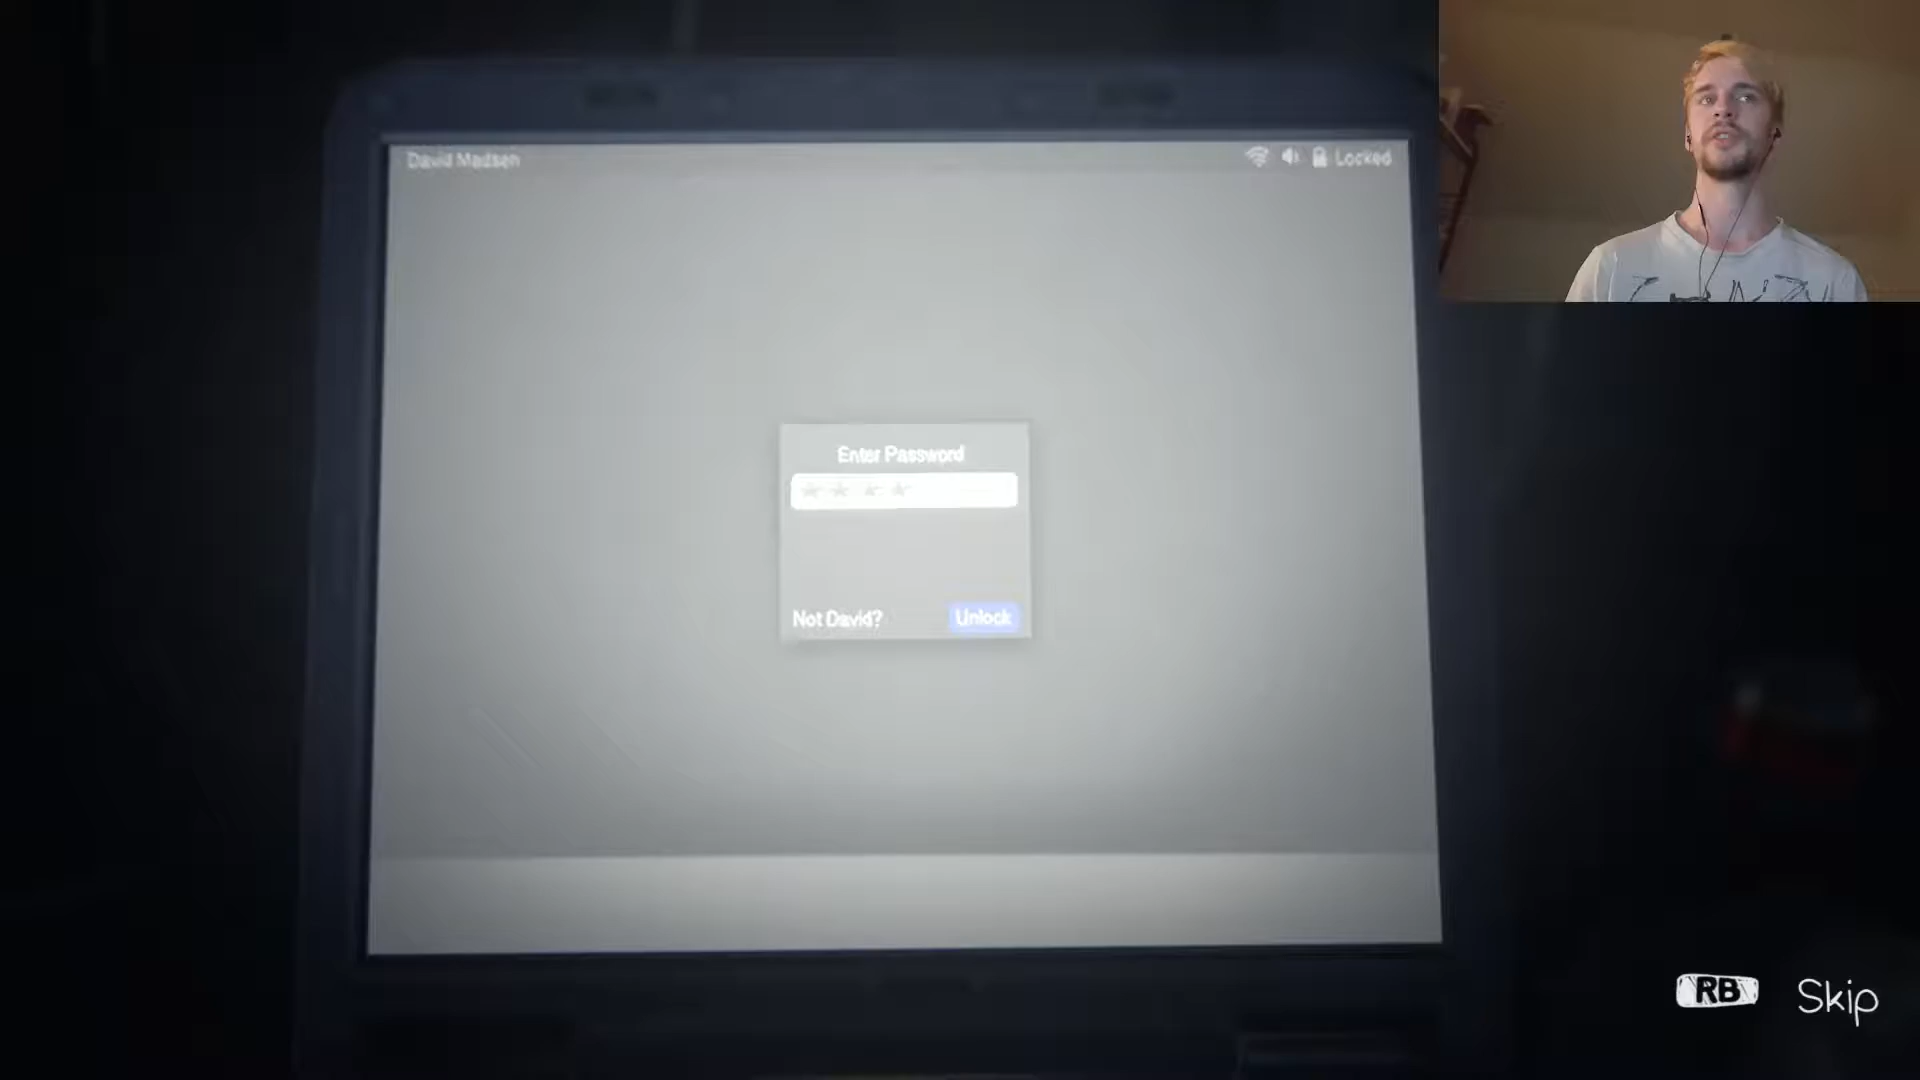 David Madsen
Locked
Enter Password
★ ★ ★ ★
Not David?
Unlock
RB Skip